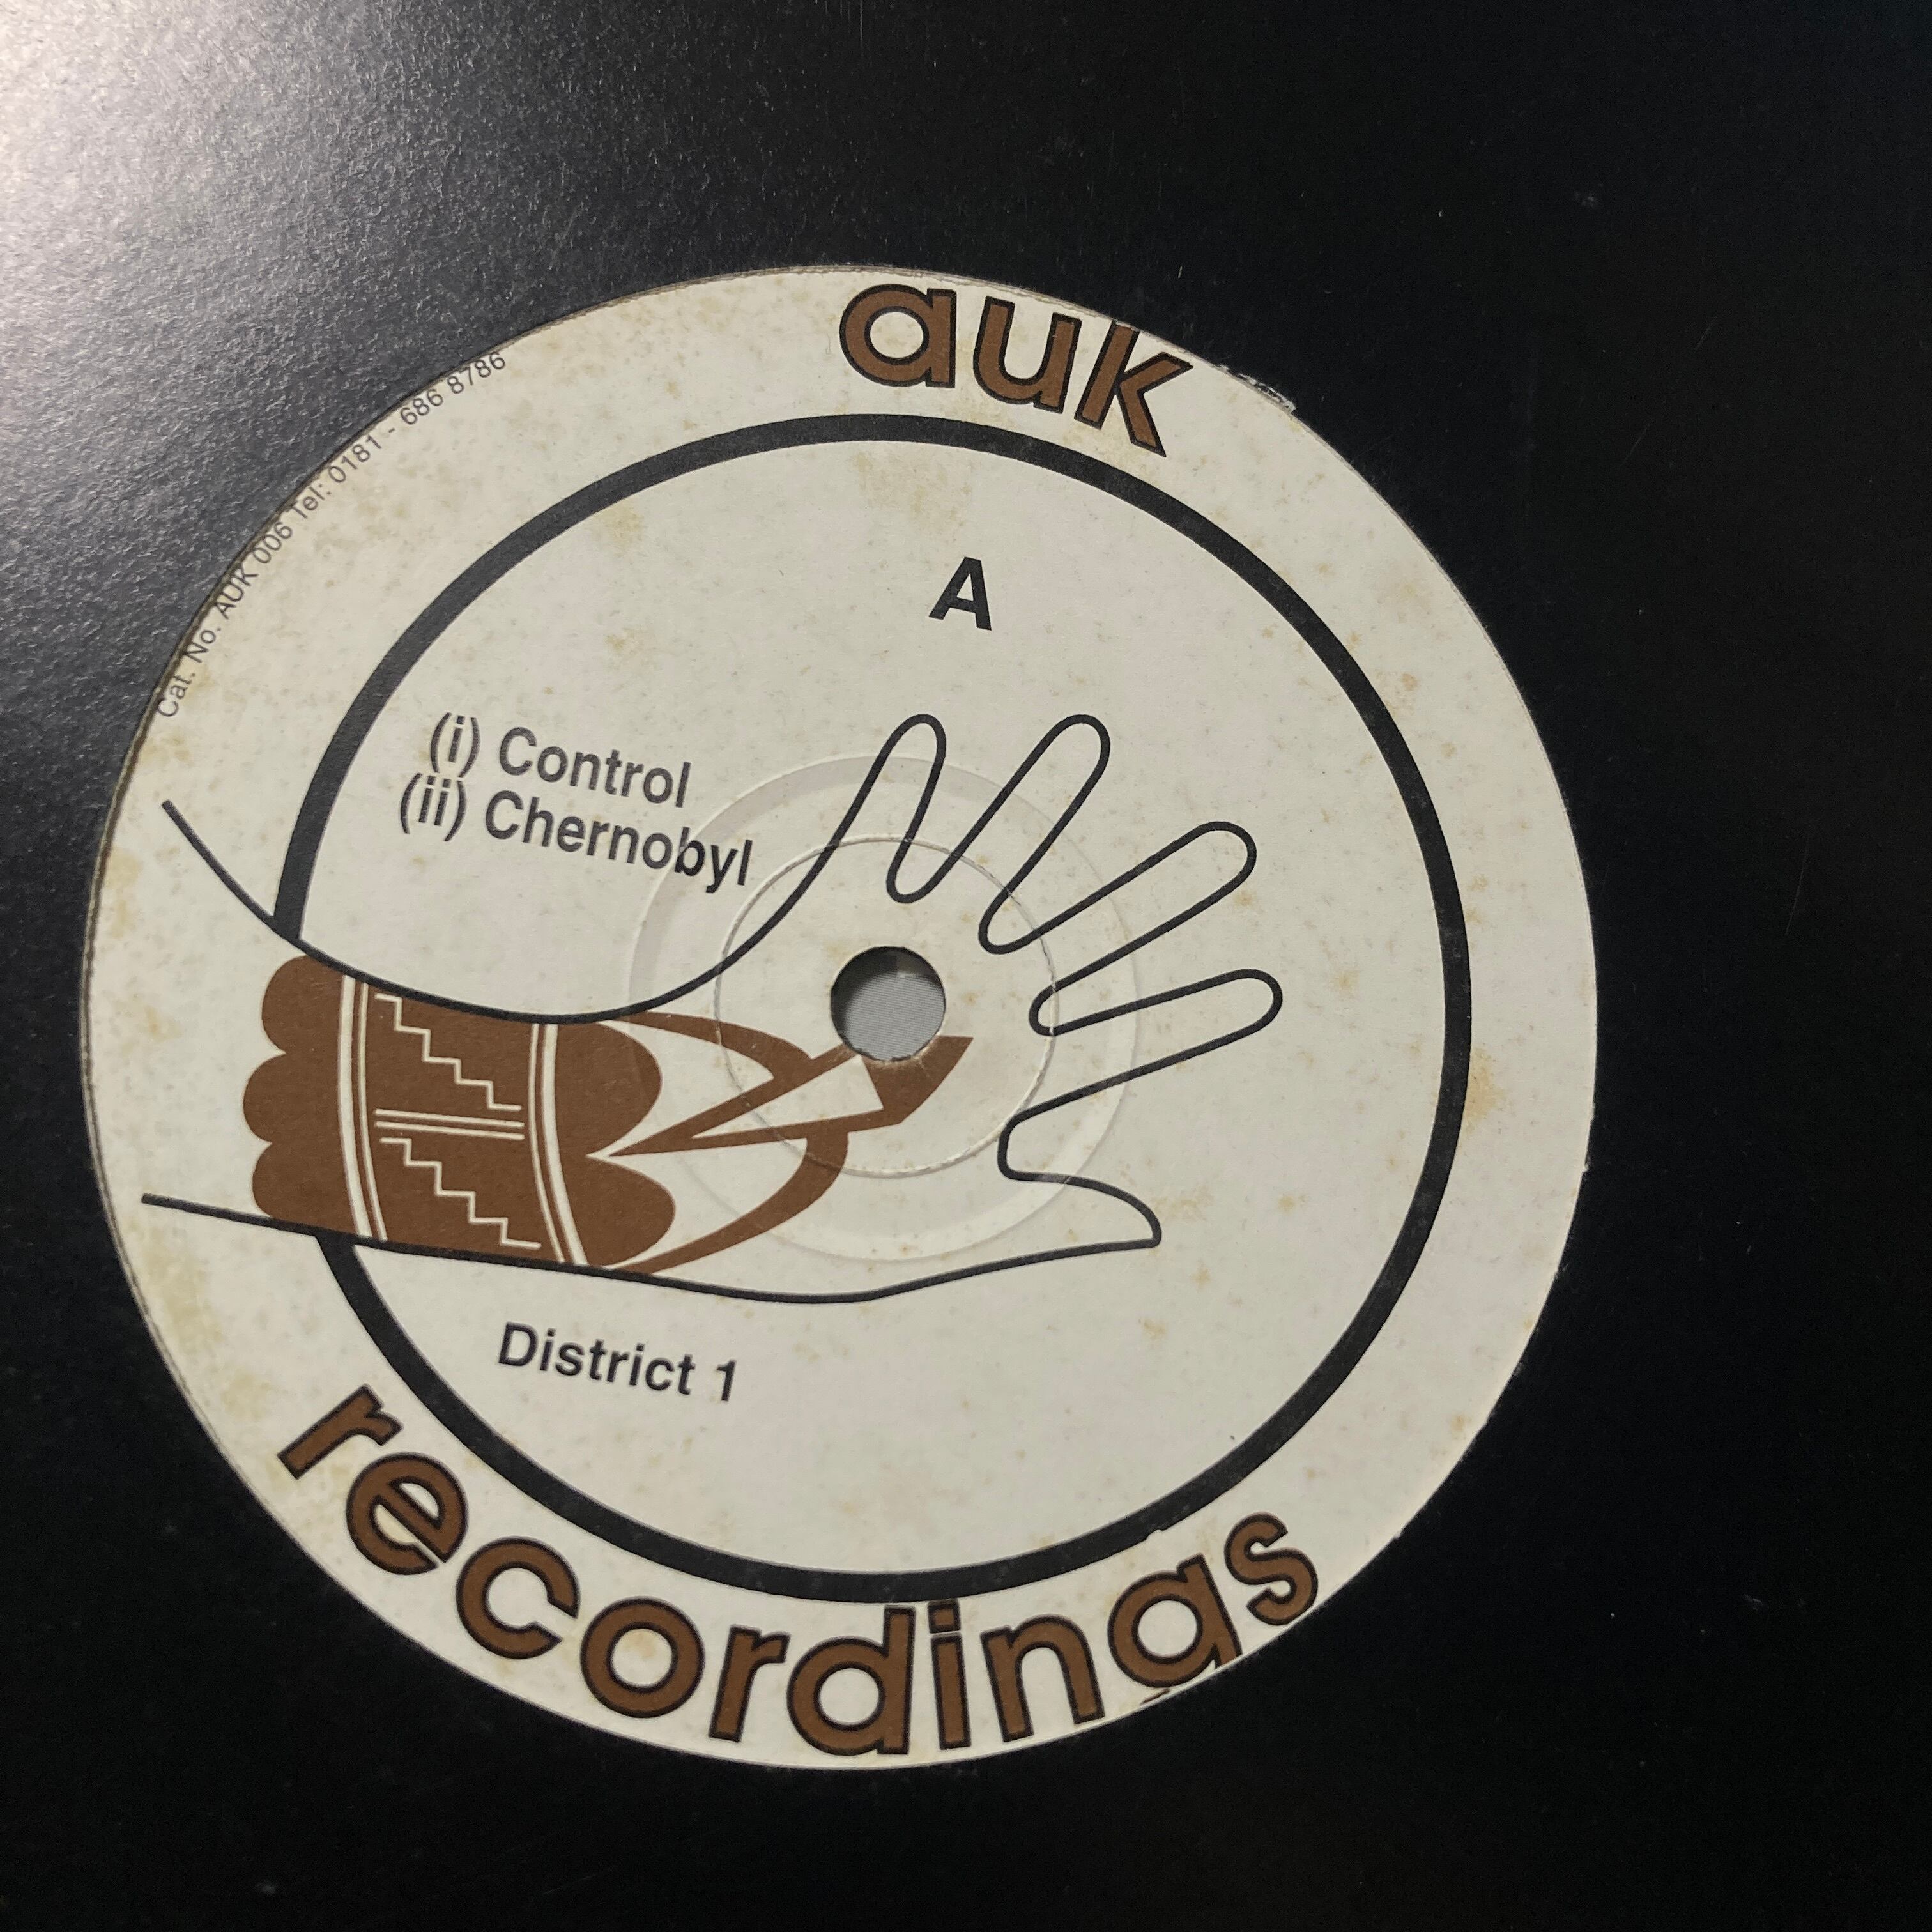 auk
Cat. No. AUK 006 Tel: 0181 - 686 8786
A
(i) Control
(ii) Chernobyl
District 1
recordings